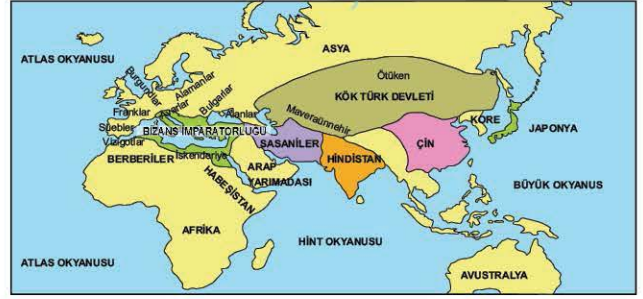 ATLAS OKYANUSU
ASYA
Burgundlar
Alamanlar
Ötüken
KÖK TÜRK DEVLETİ
Franklar
Avarlar
Bulgarlar
Alanlar
Maveraünnehir
Süebler
BİZANS İMPARATORLUĞU
KORE
JAPONYA
Vizigotlar
SASANİLER
ÇİN
BERBERİLER
İskenderiye
HİNDİSTAN
ARAP
YARIMADASI
HABEŞİSTAN
BÜYÜK OKYANUS
AFRİKA
HİNT OKYANUSU
ATLAS OKYANUSU
AVUSTRALYA